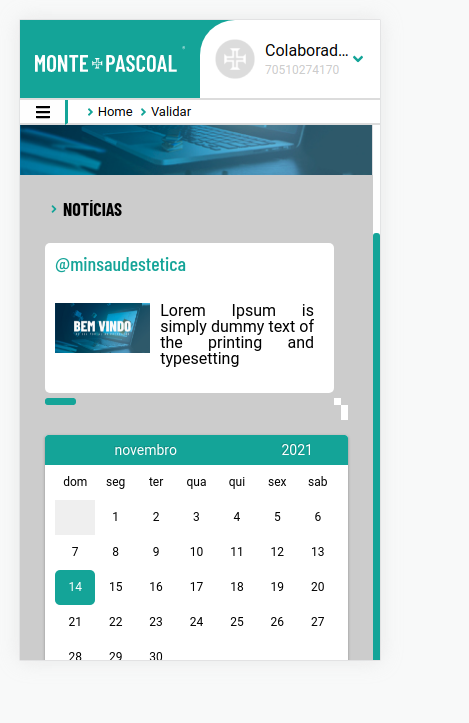 MONTE PASCOAL
Colaborad...
70510274170
Home Validar
NOTÍCIAS
@minsaudestetica
BEM VINDO
Lorem Ipsum is
simply dummy text of
the printing and
typesetting
novembro 2021
dom seg ter qua qui sex sab
1 2 3 4 5 6
7 8 9 10 11 12 13
14 15 16 17 18 19 20
21 22 23 24 25 26 27
28 29 30